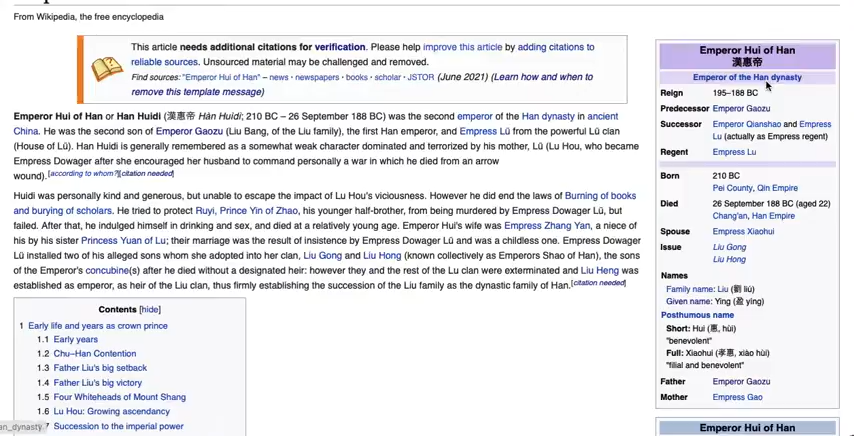 From Wikipedia, the free encyclopedia
This article needs additional citations for verification. Please help improve this article by adding citations to
reliable sources. Unsourced material may be challenged and removed.
Find sources: "Emperor Hui of Han" – news · newspapers · books · scholar · JSTOR (June 2021) (Learn how and when to
remove this template message)
Emperor Hui of Han or Han Huidi (漢惠帝 Hàn Huìdì; 210 BC – 26 September 188 BC) was the second emperor of the Han dynasty in ancient
China. He was the second son of Emperor Gaozu (Liu Bang, of the Liu family), the first Han emperor, and Empress Lü from the powerful Lü clan
(House of Lü). Han Huidi is generally remembered as a somewhat weak character dominated and terrorized by his mother, Lü (Lu Hou, who became
Empress Dowager after she encouraged her husband to command personally a war in which he died from an arrow
wound).[according to whom?][citation needed]
Huidi was personally kind and generous, but unable to escape the impact of Lu Hou's viciousness. However he did end the laws of Burning of books
and burying of scholars. He tried to protect Ruyi, Prince Yin of Zhao, his younger half-brother, from being murdered by Empress Dowager Lü, but
failed. After that, he indulged himself in drinking and sex, and died at a relatively young age. Emperor Hui's wife was Empress Zhang Yan, a niece of
his by his sister Princess Yuan of Lu; their marriage was the result of insistence by Empress Dowager Lü and was a childless one. Empress Dowager
Lü installed two of his alleged sons whom she adopted into her clan, Liu Gong and Liu Hong (known collectively as Emperors Shao of Han), the sons
of the Emperor's concubine(s) after he died without a designated heir: however they and the rest of the Lu clan were exterminated and Liu Heng was
established as emperor, as heir of the Liu clan, thus firmly establishing the succession of the Liu family as the dynastic family of Han.[citation needed]
Contents [hide]
1 Early life and years as crown prince
1.1 Early years
1.2 Chu–Han Contention
1.3 Father Liu's big setback
1.4 Father Liu's big victory
1.5 Four Whiteheads of Mount Shang
1.6 Lu Hou: Growing ascendancy
7 Succession to the imperial power
an_dynasty
Emperor Hui of Han
漢惠帝
Emperor of the Han dynasty
Reign 195–188 BC
Predecessor Emperor Gaozu
Successor Emperor Qianshao and Empress
Lu (actually as Empress regent)
Regent Empress Lu
Born 210 BC
Pei County, Qin Empire
Died 26 September 188 BC (aged 22)
Chang'an, Han Empire
Spouse Empress Xiaohui
Issue Liu Gong
Liu Hong
Names
Family name: Liu (劉 liú)
Given name: Ying (盈 yíng)
Posthumous name
Short: Hui (惠, hùi)
"benevolent"
Full: Xiaohui (孝惠, xiào hùi)
"filial and benevolent"
Father Emperor Gaozu
Mother Empress Gao
Emperor Hui of Han